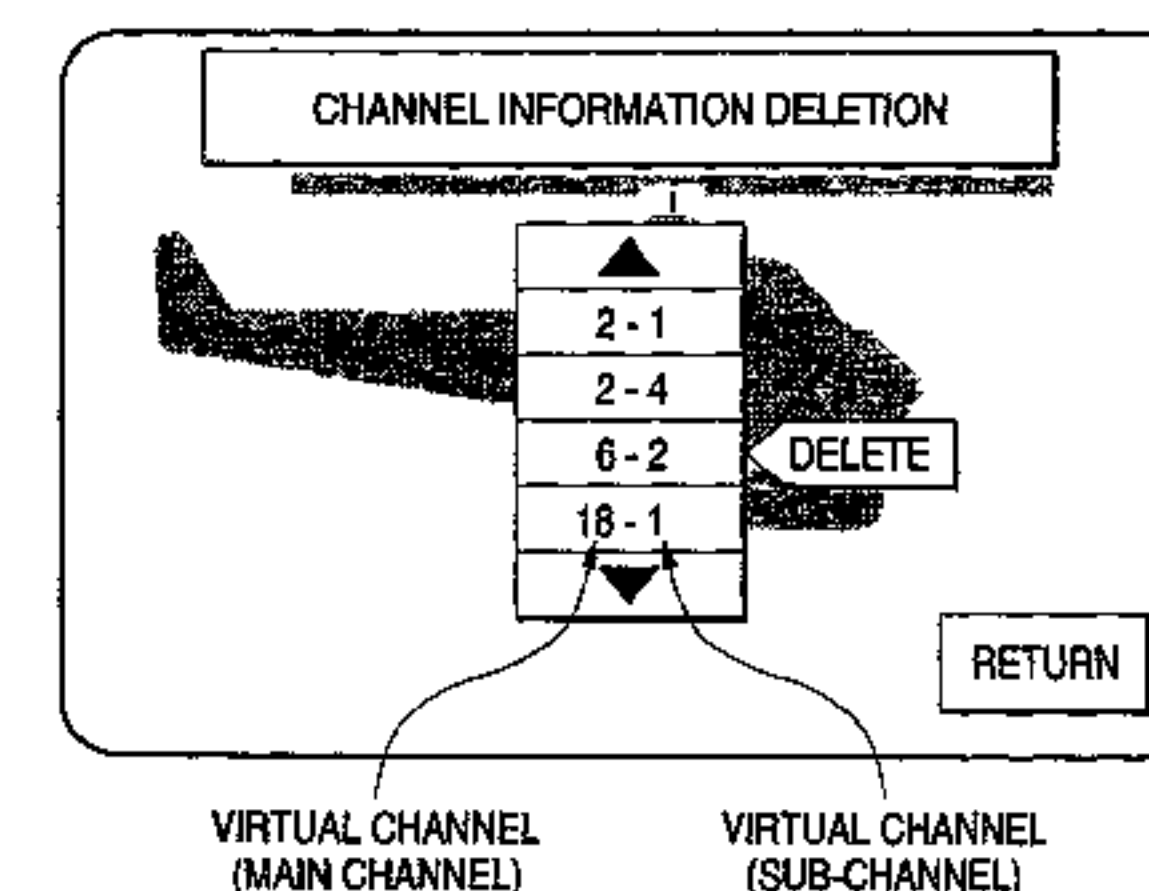 CHANNEL INFORMATION DELETION
2 - 1
2 - 4
6 - 2
DELETE
18 - 1
RETURN
VIRTUAL CHANNEL
(MAIN CHANNEL)
VIRTUAL CHANNEL
(SUB-CHANNEL)